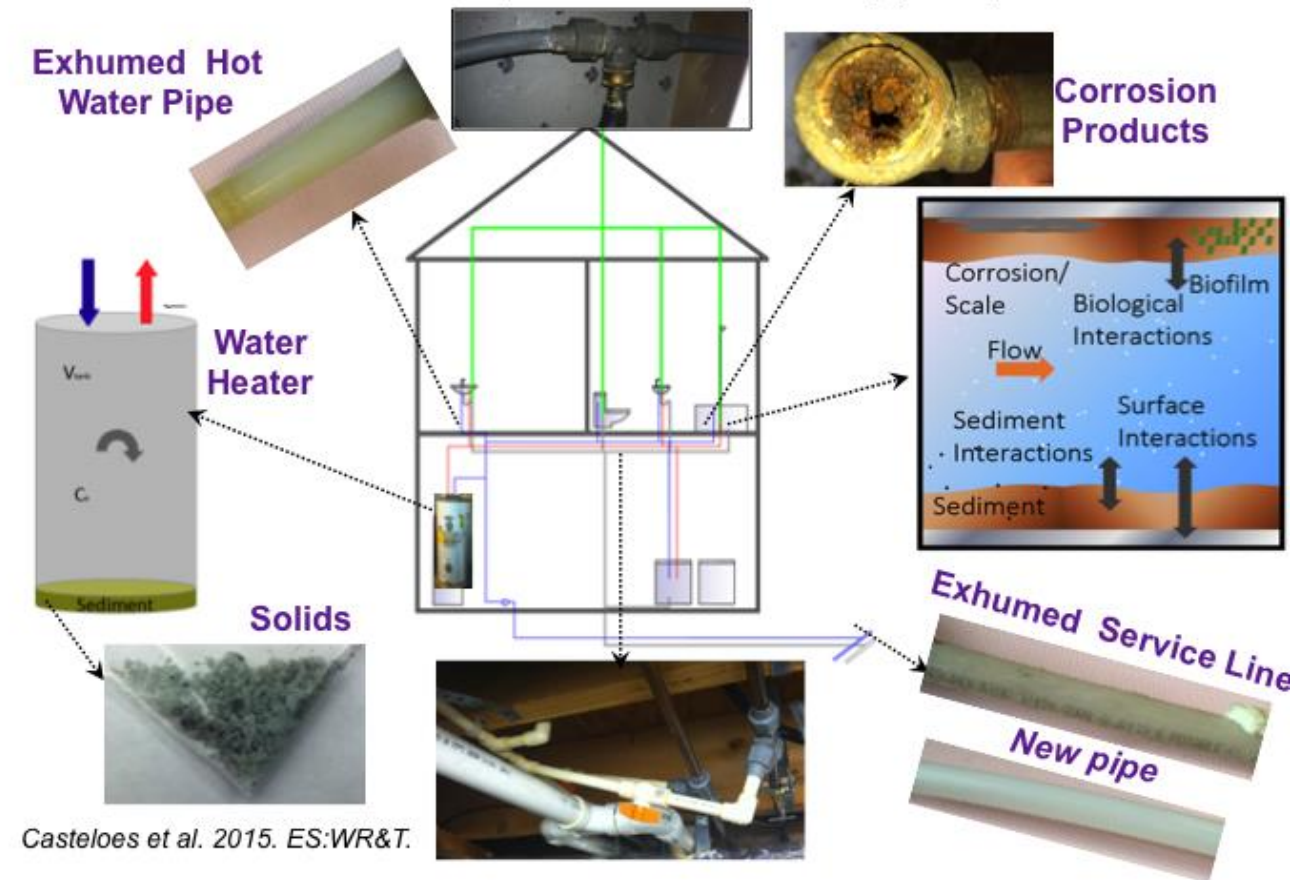 Exhumed Hot
Water Pipe
Corrosion
Products
Corrosion/
Scale
Biofilm
Biological
Interactions
Flow
Sediment
Interactions
Surface
Interactions
Sediment
Water
Heater
Sediment
Solids
Exhumed Service Line
New pipe
Casteloes et al. 2015. ES:WR&T.